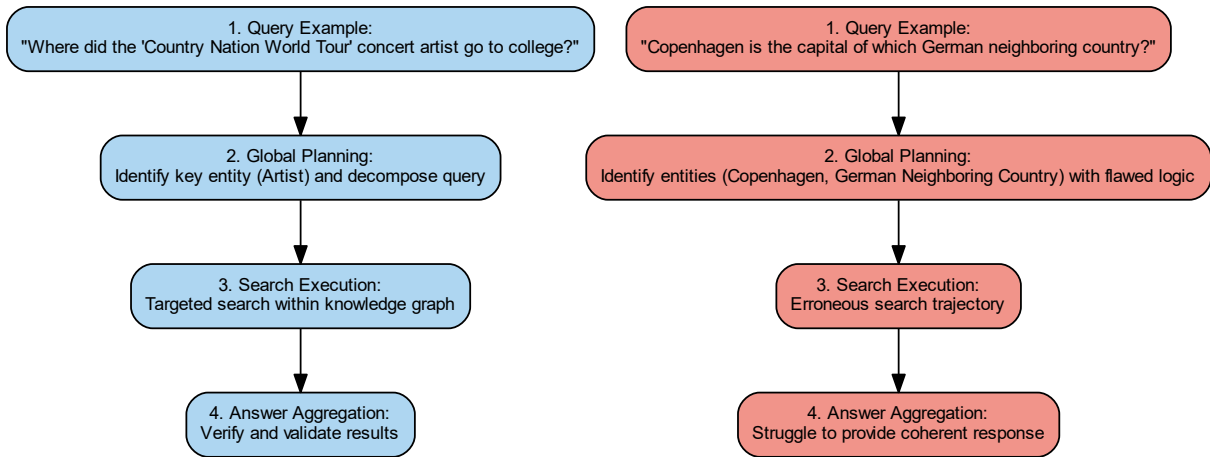 1. Query Example:
"Where did the 'Country Nation World Tour' concert artist go to college?"
2. Global Planning:
Identify key entity (Artist) and decompose query
3. Search Execution:
Targeted search within knowledge graph
4. Answer Aggregation:
Verify and validate results
1. Query Example:
"Copenhagen is the capital of which German neighboring country?"
2. Global Planning:
Identify entities (Copenhagen, German Neighboring Country) with flawed logic
3. Search Execution:
Erroneous search trajectory
4. Answer Aggregation:
Struggle to provide coherent response